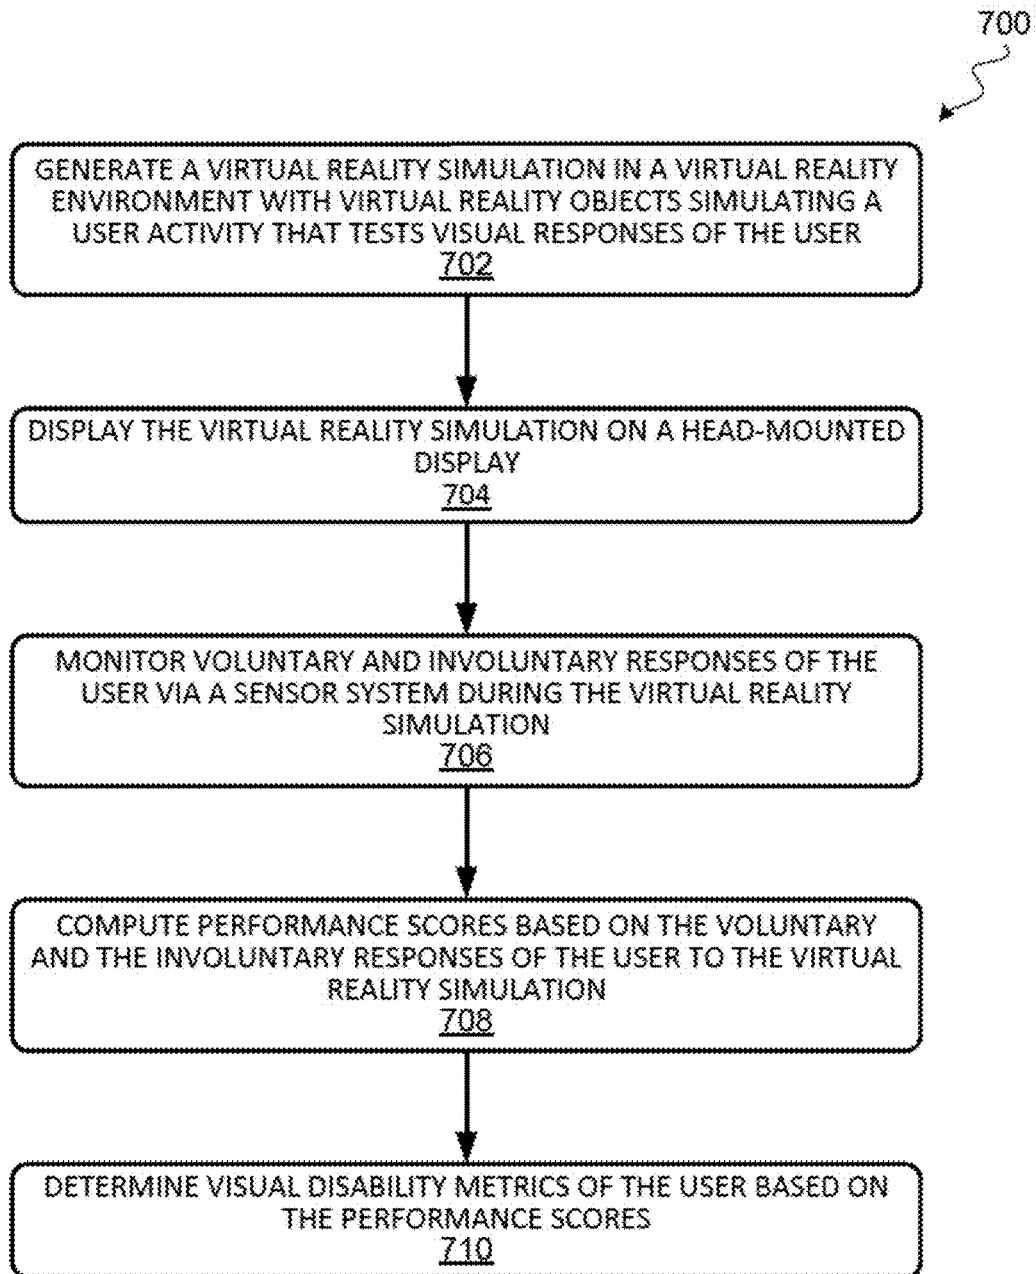 700
GENERATE A VIRTUAL REALITY SIMULATION IN A VIRTUAL REALITY
ENVIRONMENT WITH VIRTUAL REALITY OBJECTS SIMULATING A
USER ACTIVITY THAT TESTS VISUAL RESPONSES OF THE USER
702
DISPLAY THE VIRTUAL REALITY SIMULATION ON A HEAD-MOUNTED
DISPLAY
704
MONITOR VOLUNTARY AND INVOLUNTARY RESPONSES OF THE
USER VIA A SENSOR SYSTEM DURING THE VIRTUAL REALITY
SIMULATION
706
COMPUTE PERFORMANCE SCORES BASED ON THE VOLUNTARY
AND THE INVOLUNTARY RESPONSES OF THE USER TO THE VIRTUAL
REALITY SIMULATION
708
DETERMINE VISUAL DISABILITY METRICS OF THE USER BASED ON
THE PERFORMANCE SCORES
710